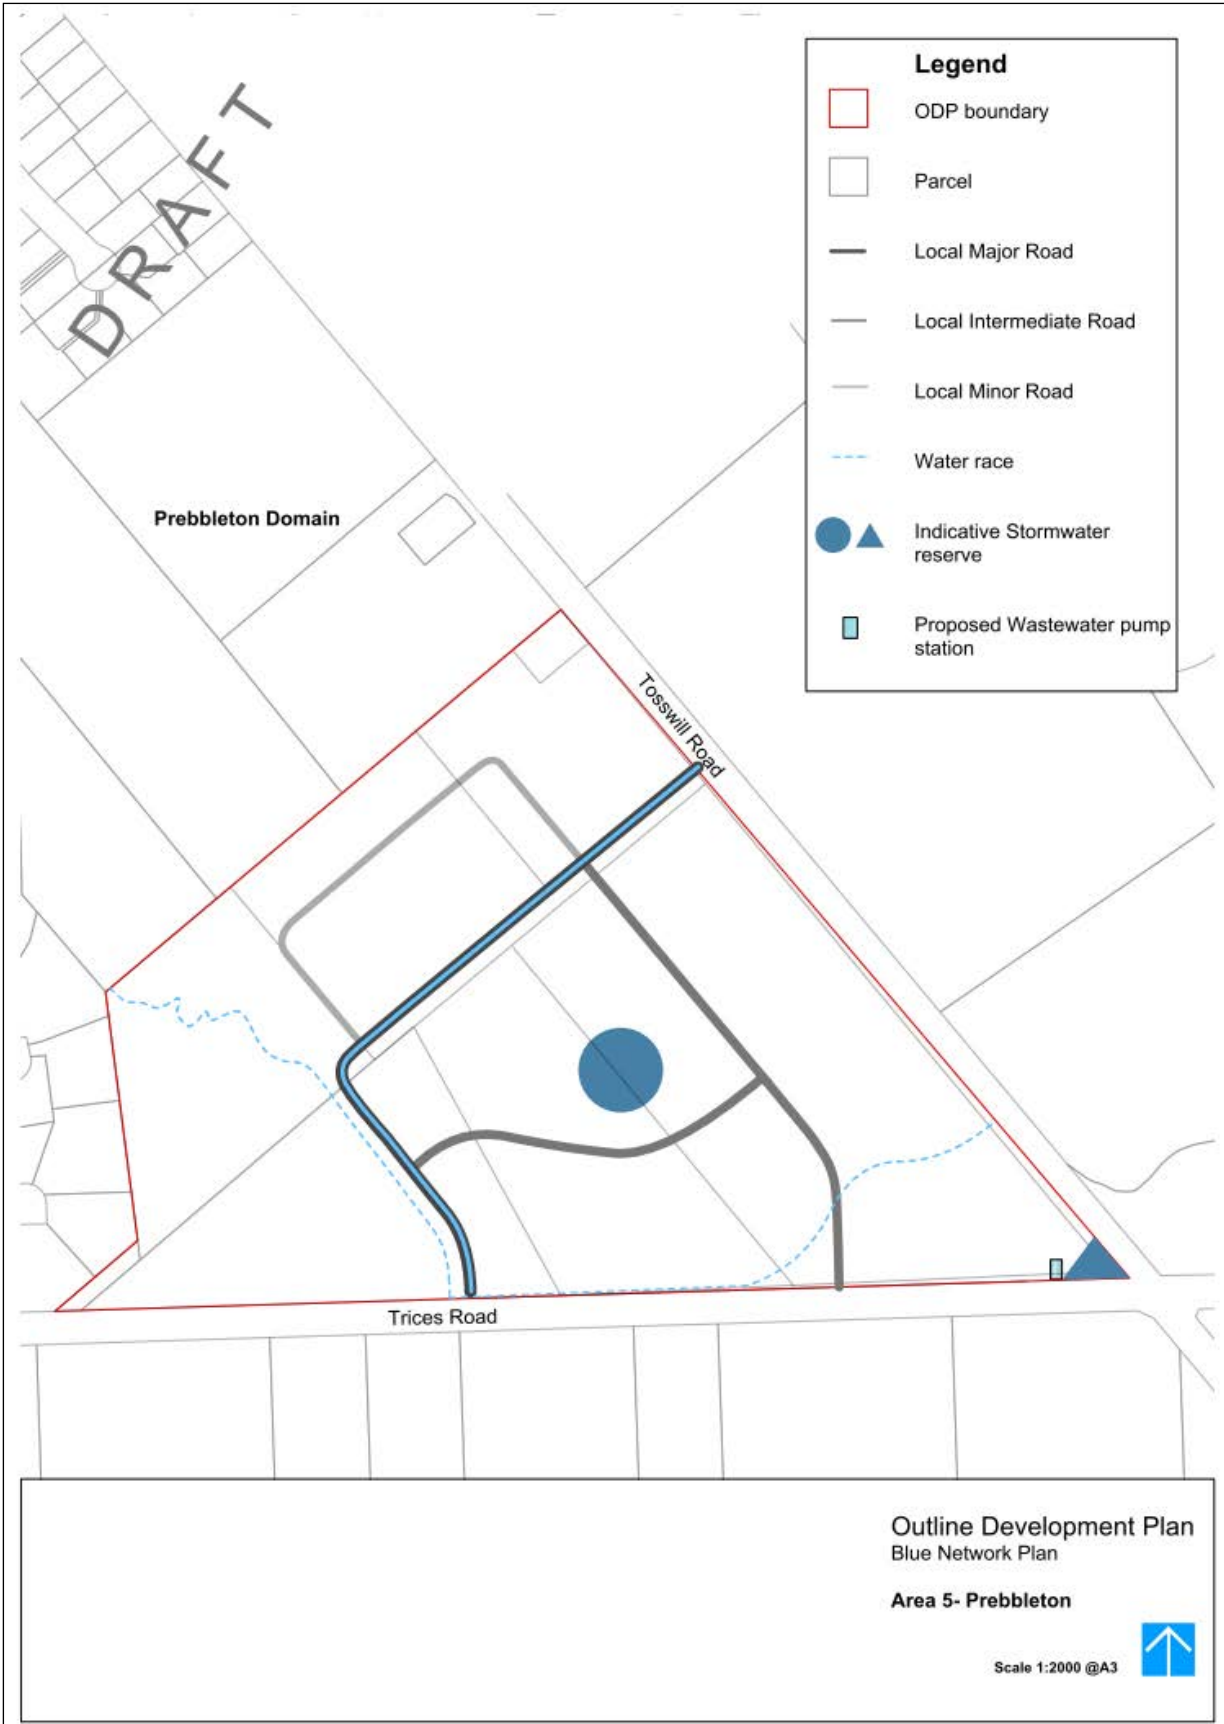 DRAFT
Legend
ODP boundary
Parcel
Local Major Road
Local Intermediate Road
Local Minor Road
Water race
Indicative Stormwater
reserve
Proposed Wastewater pump
station
Prebbleton Domain
Tosswill Road
Trices Road
Outline Development Plan
Blue Network Plan
Area 5- Prebbleton
Scale 1:2000 @A3